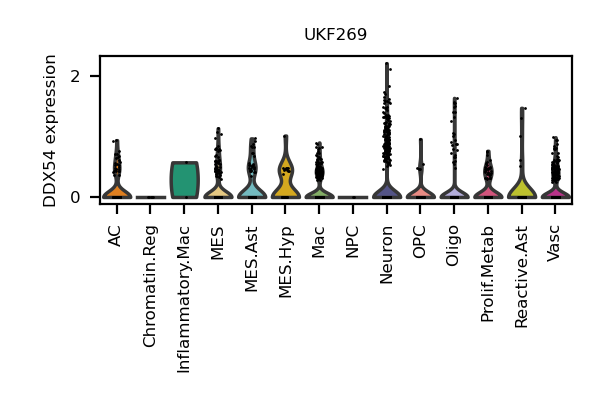 UKF269
DDX54 expression
2
0
AC
Chromatin.Reg
Inflammatory.Mac
MES
MES.Ast
MES.Hyp
Mac
NPC
Neuron
OPC
Oligo
Prolif.Metab
Reactive.Ast
Vasc